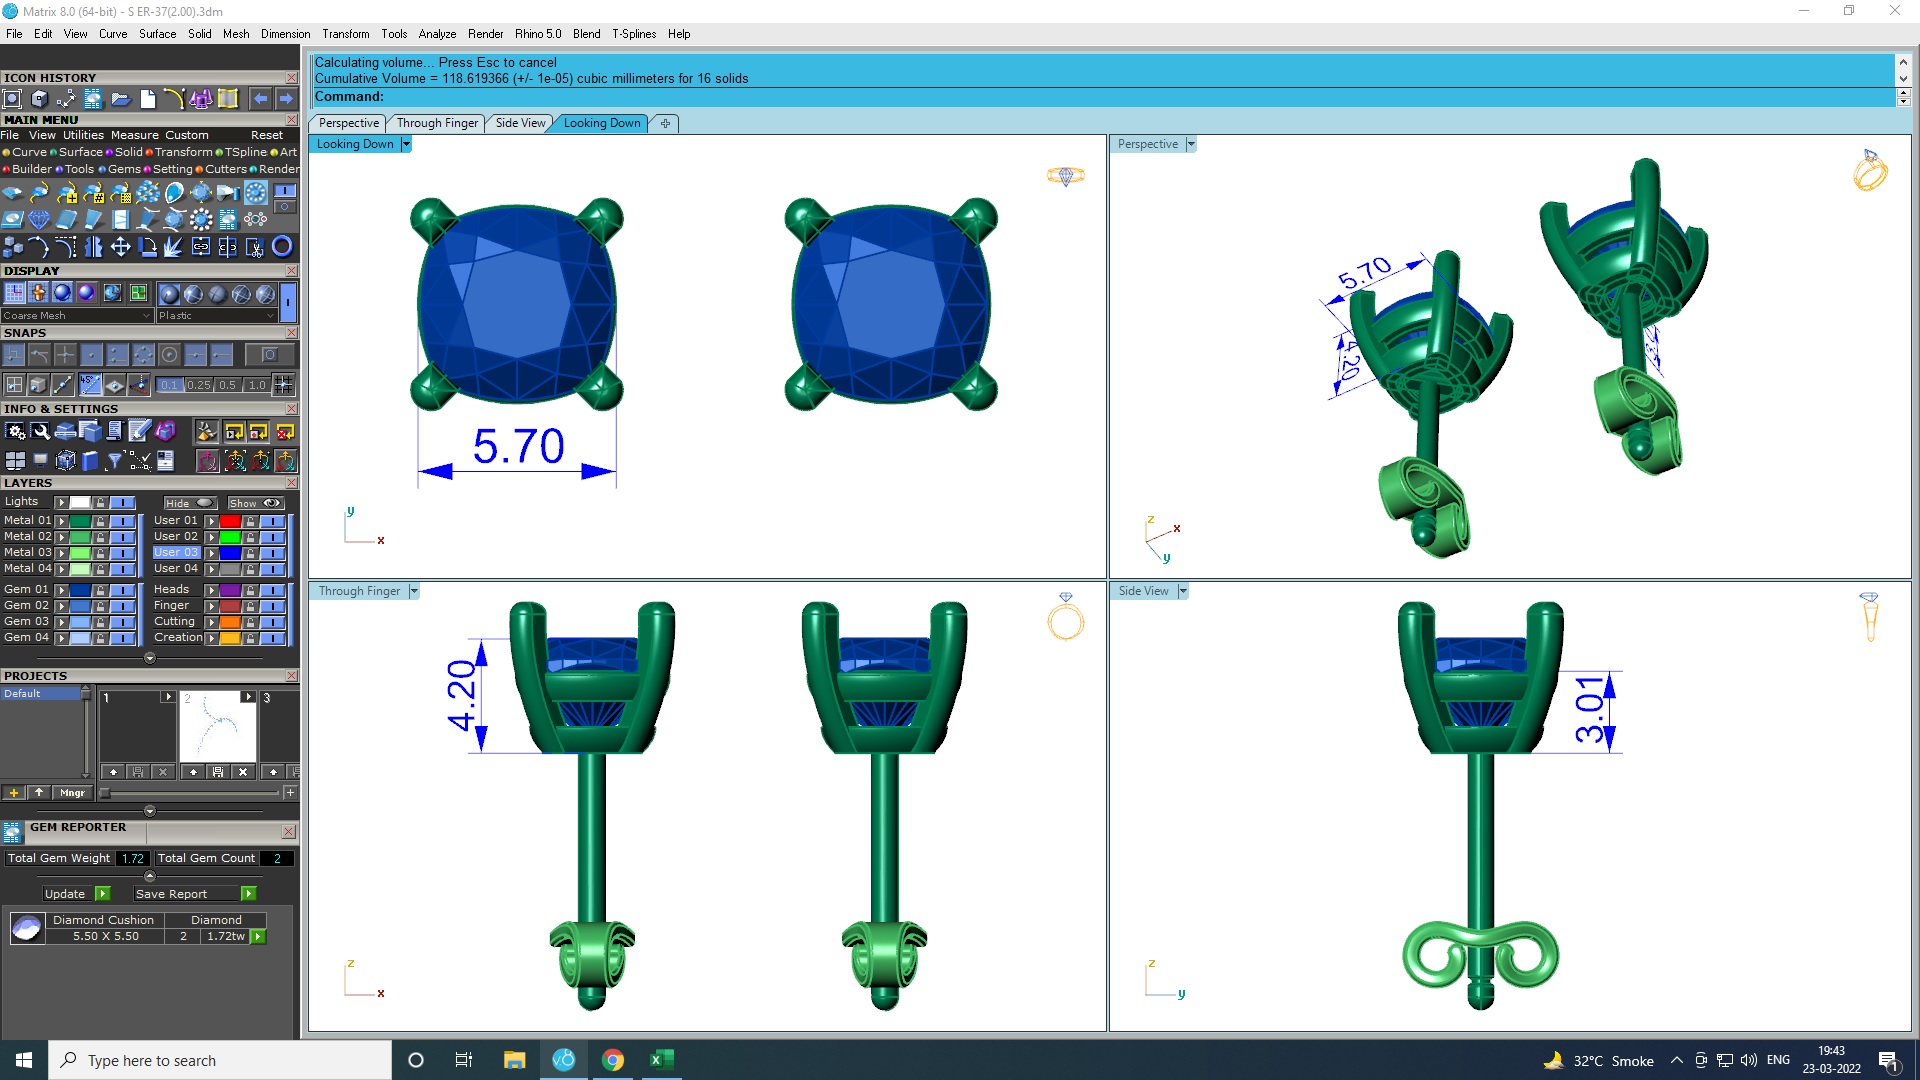 Matrix 8.0 (64-bit) - S ER-37(2.00).3dm
File Edit View Curve Surface Solid Mesh Dimension Transform Tools Analyze Render Rhino 5.0 Blend T-Splines Help
Calculating volume... Press Esc to cancel
Cumulative Volume = 118.619366 (+/- 1e-05) cubic millimeters for 16 solids
Command:
Perspective Through Finger Side View Looking Down
ICON HISTORY
MAIN MENU
File View Utilities Measure Custom Reset
Curve Surface Solid Transform TSpline Art
Builder Tools Gems Setting Cutters Render
DISPLAY
Coarse Mesh Plastic
SNAPS
45°
0.1 0.25 0.5 1.0
INFO & SETTINGS
LAYERS
Lights Hide Show
Metal 01 User 01
Metal 02 User 02
Metal 03 User 03
Metal 04 User 04
Gem 01 Heads
Gem 02 Finger
Gem 03 Cutting
Gem 04 Creation
PROJECTS
Default 1 2 3
Mngr
GEM REPORTER
Total Gem Weight 1.72 Total Gem Count 2
Update Save Report
Diamond Cushion Diamond
5.50 X 5.50 2 1.72tw
Looking Down
5.70
y
x
Perspective
5.70
4.20
z
x
y
Through Finger
4.20
z
x
Side View
3.01
z
y
Type here to search
32°C Smoke ENG 19:43
23-03-2022
1